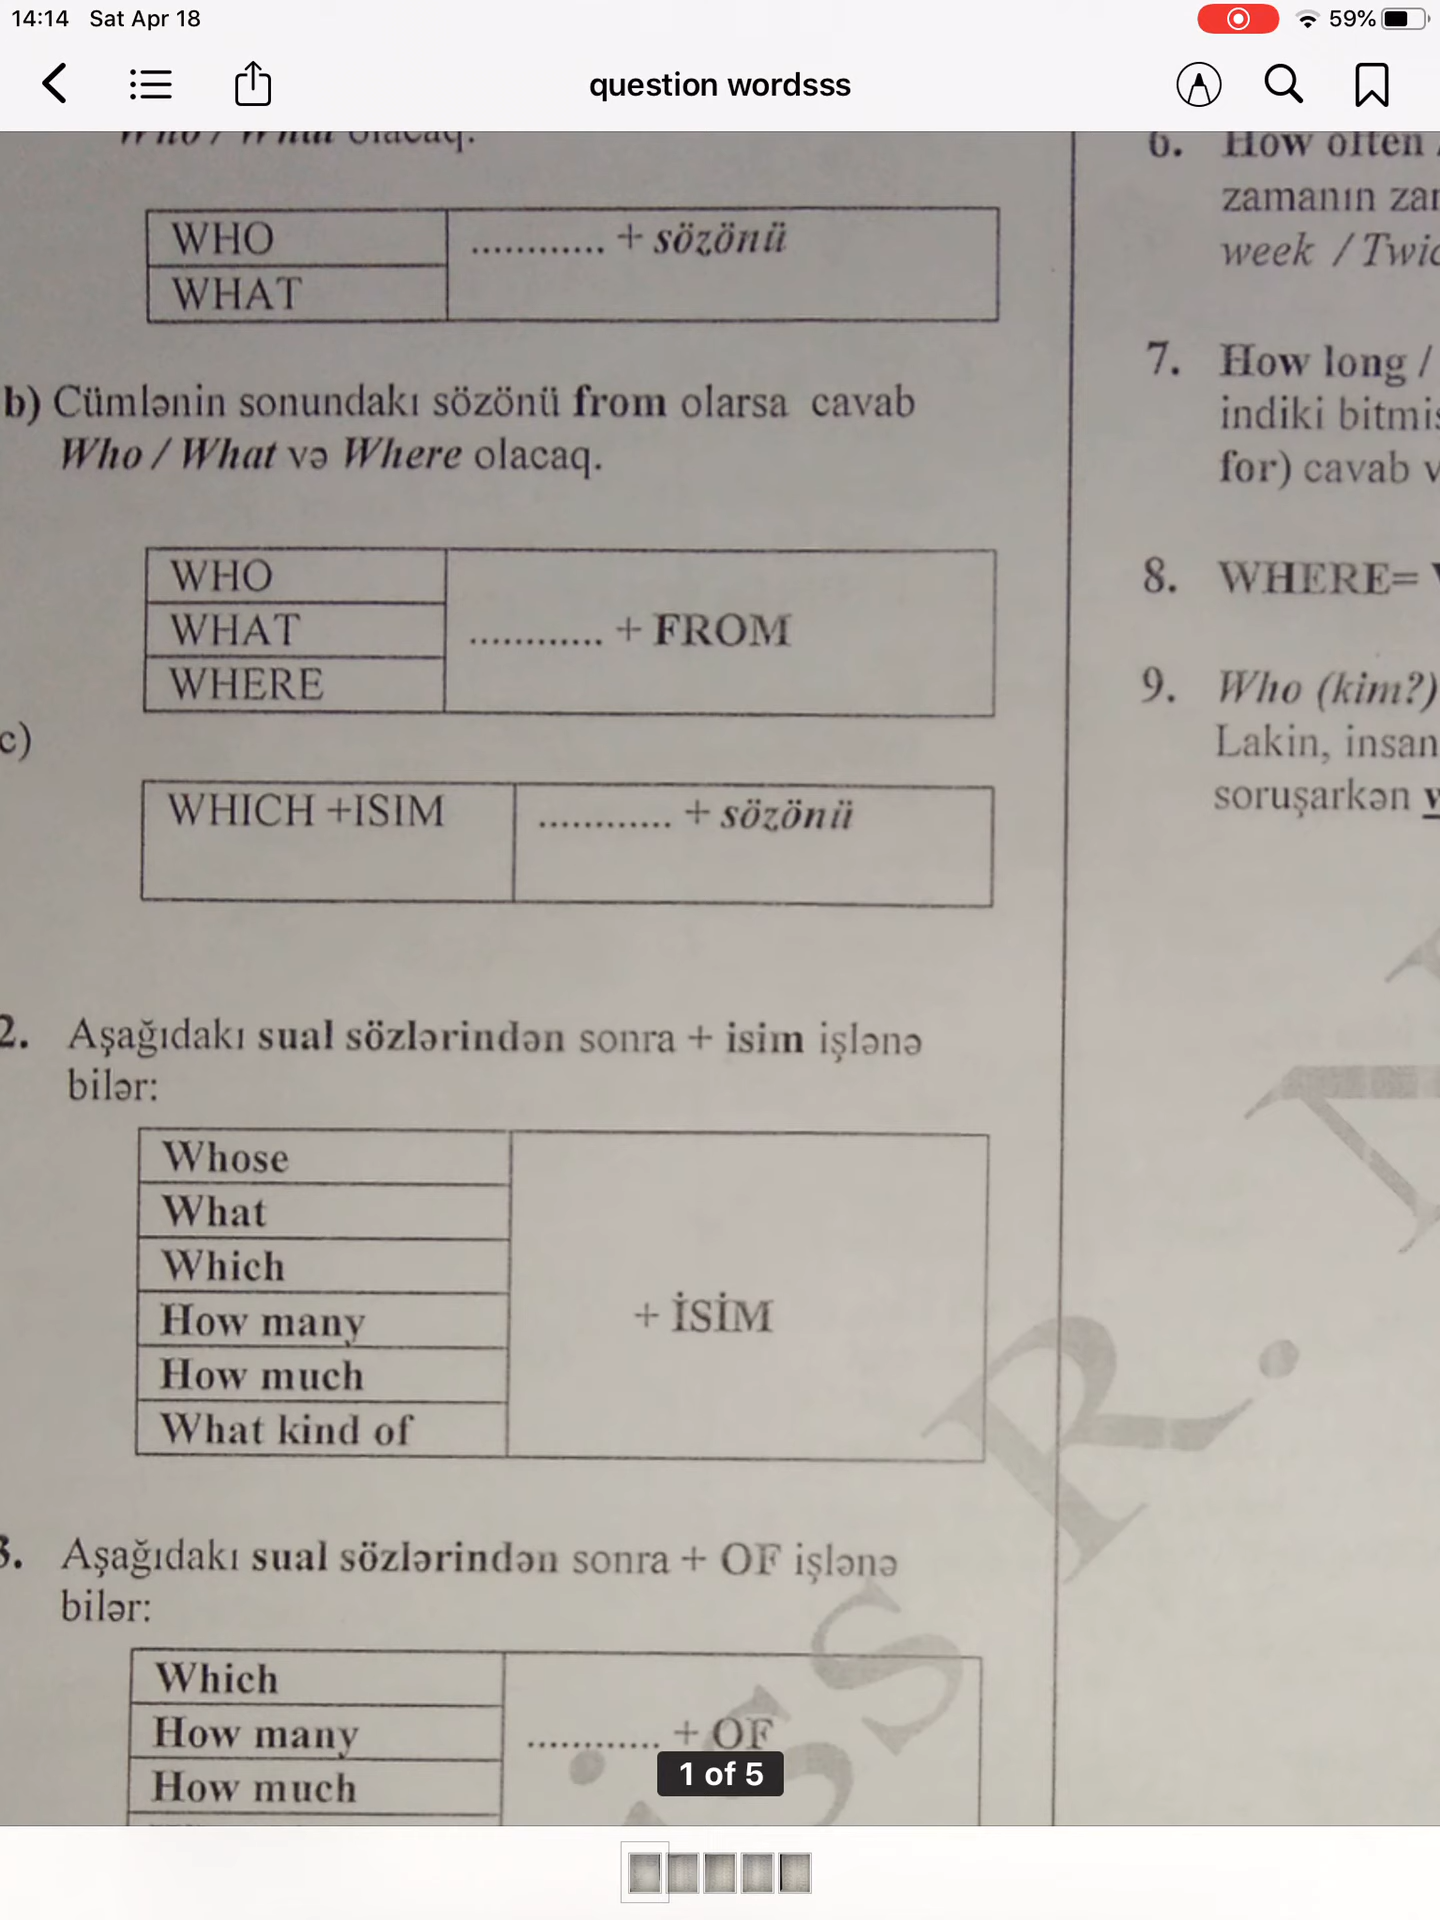 14:14 Sat Apr 18
59%
question wordsss
Who / What olacaq.
WHO
WHAT
............ + sözönü
b) Cümlənin sonundakı sözönü from olarsa cavab
Who / What və Where olacaq.
WHO
WHAT
WHERE
............ + FROM
c)
WHICH +ISIM
............ + sözönü
2. Aşağıdakı sual sözlərindən sonra + isim işlənə
bilər:
Whose
What
Which
How many
How much
What kind of
+ İSİM
3. Aşağıdakı sual sözlərindən sonra + OF işlənə
bilər:
Which
How many
How much
............ + OF
6. How often
zamanın
week / 
7. How long /
indiki
for) cavab
8. WHERE=
9. Who (kim?)
Lakin,
soruşarkən
1 of 5